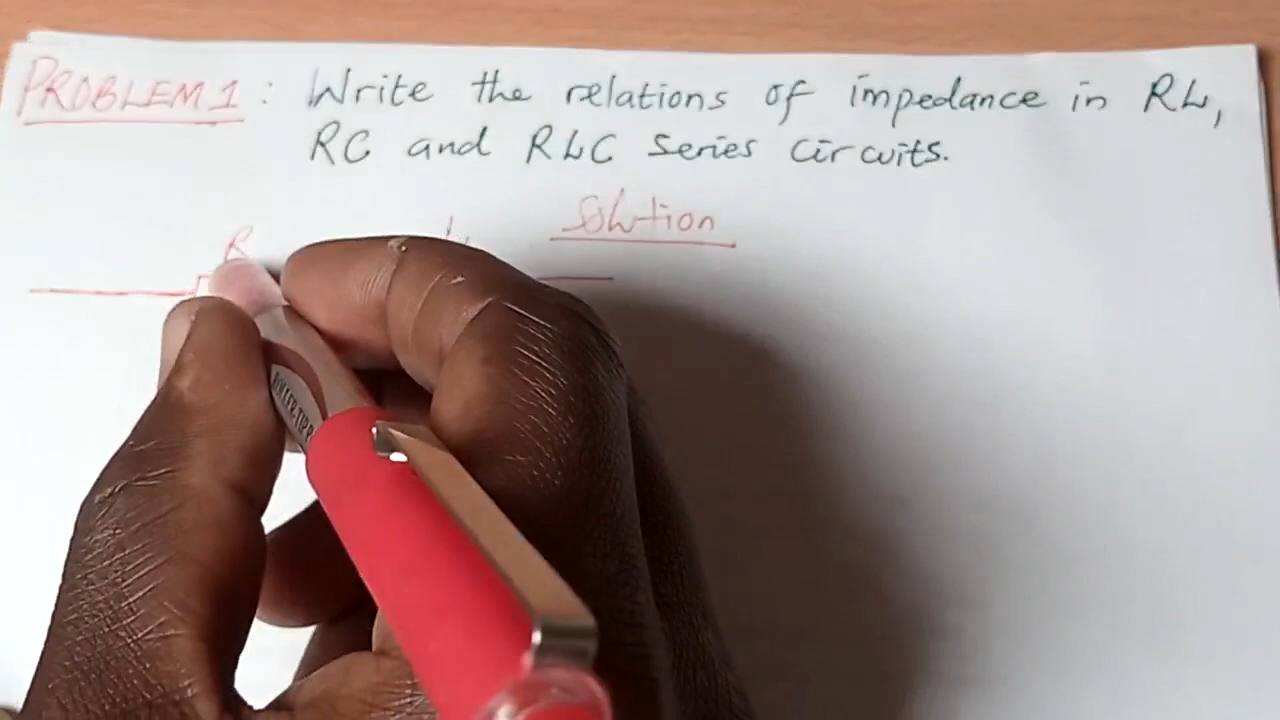 PROBLEM 1 : Write the relations of impedance in RL,
RC and RLC series circuits.
Solution
R L